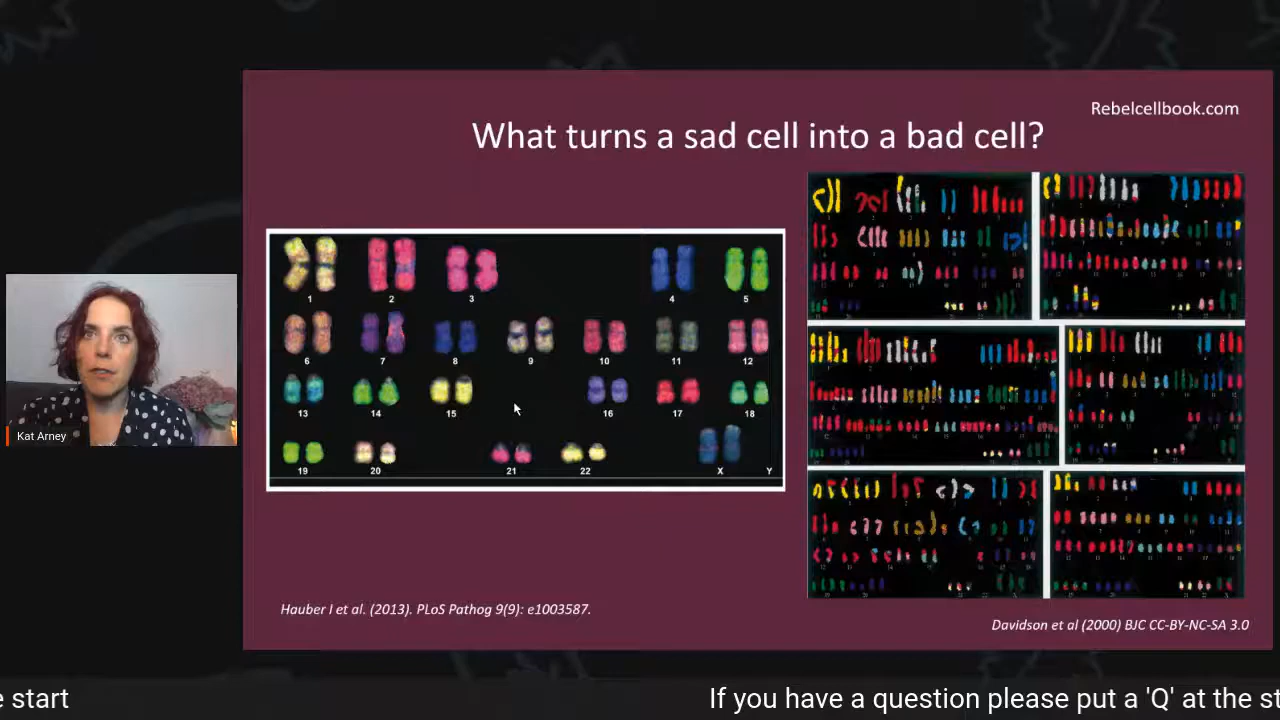 Rebelcellbook.com
What turns a sad cell into a bad cell?
1 2 3 4 5
6 7 8 9 10 11 12
13 14 15 16 17 18
19 20 21 22 X Y
Kat Arney
Hauber I et al. (2013). PLoS Pathog 9(9): e1003587.
Davidson et al (2000) BJC CC-BY-NC-SA 3.0
e start
If you have a question please put a 'Q' at the st